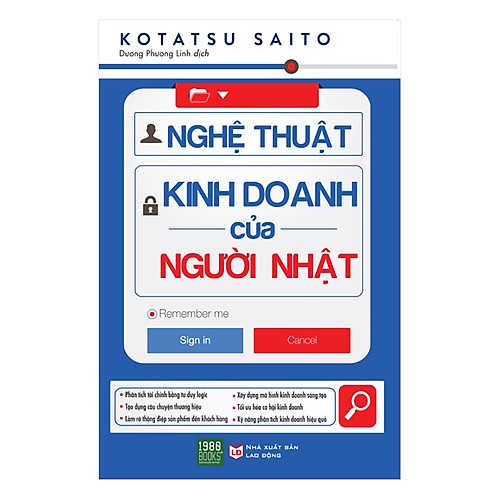 KOTATSU SAITO
Dương Phương Linh dịch
NGHỆ THUẬT
KINH DOANH
của
NGƯỜI NHẬT
Remember me
Sign in
Cancel
• Phân tích tài chính bằng tư duy logic
• Tạo dựng câu chuyện thương hiệu
• Làm rõ thông điệp sản phẩm đến khách hàng
• Xây dựng mô hình kinh doanh sáng tạo
• Tối ưu hóa cơ hội kinh doanh
• Kỹ năng phân tích kinh doanh hiệu quả
1980
BOOKS
LĐ
NHÀ XUẤT BẢN
LAO ĐỘNG